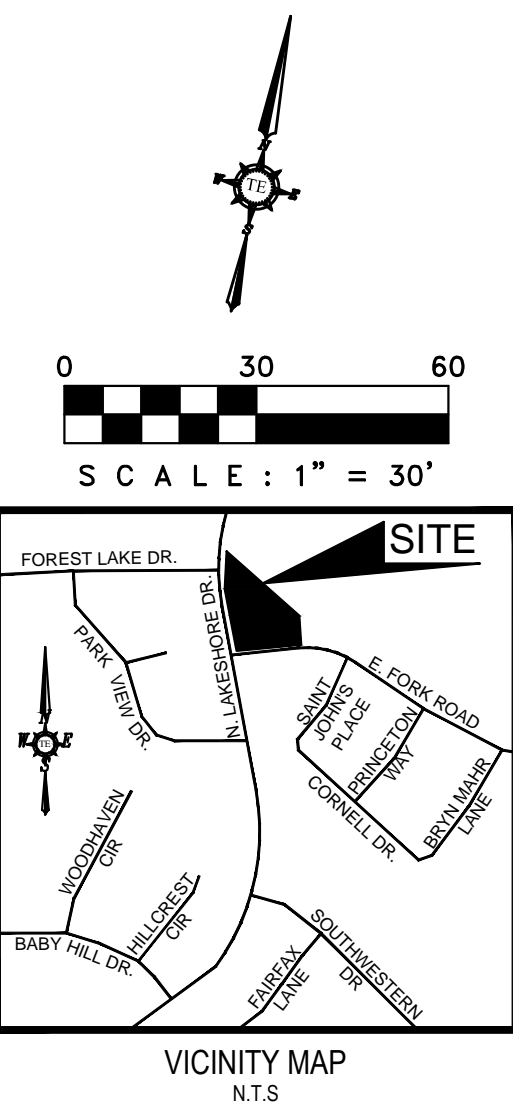 N
W
TE
E
S
0 30 60
SCALE: 1” = 30'
SITE
FOREST LAKE DR.
N. LAKESHORE DR.
PARK VIEW DR.
E. FORK ROAD
SAINT
JOHN'S
PLACE
PRINCETON
WAY
N
W
TE
E
S
CORNELL DR.
BRYN MAHR
LANE
WOODHAVEN
CIR
HILLCREST
CIR
BABY HILL DR.
SOUTHWESTERN
DR
FAIRFAX
LANE
VICINITY MAP
N.T.S